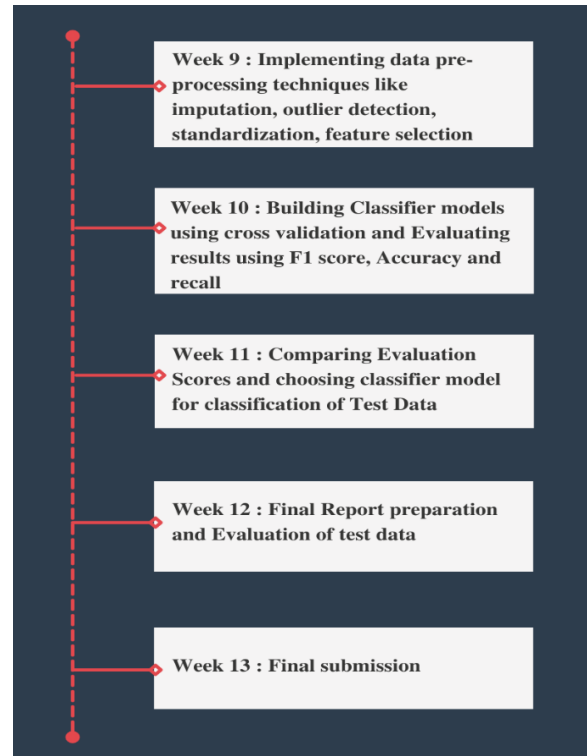 Week 9 : Implementing data pre-
processing techniques like
imputation, outlier detection,
standardization, feature selection
Week 10 : Building Classifier models
using cross validation and Evaluating
results using F1 score, Accuracy and
recall
Week 11 : Comparing Evaluation
Scores and choosing classifier model
for classification of Test Data
Week 12 : Final Report preparation
and Evaluation of test data
Week 13 : Final submission